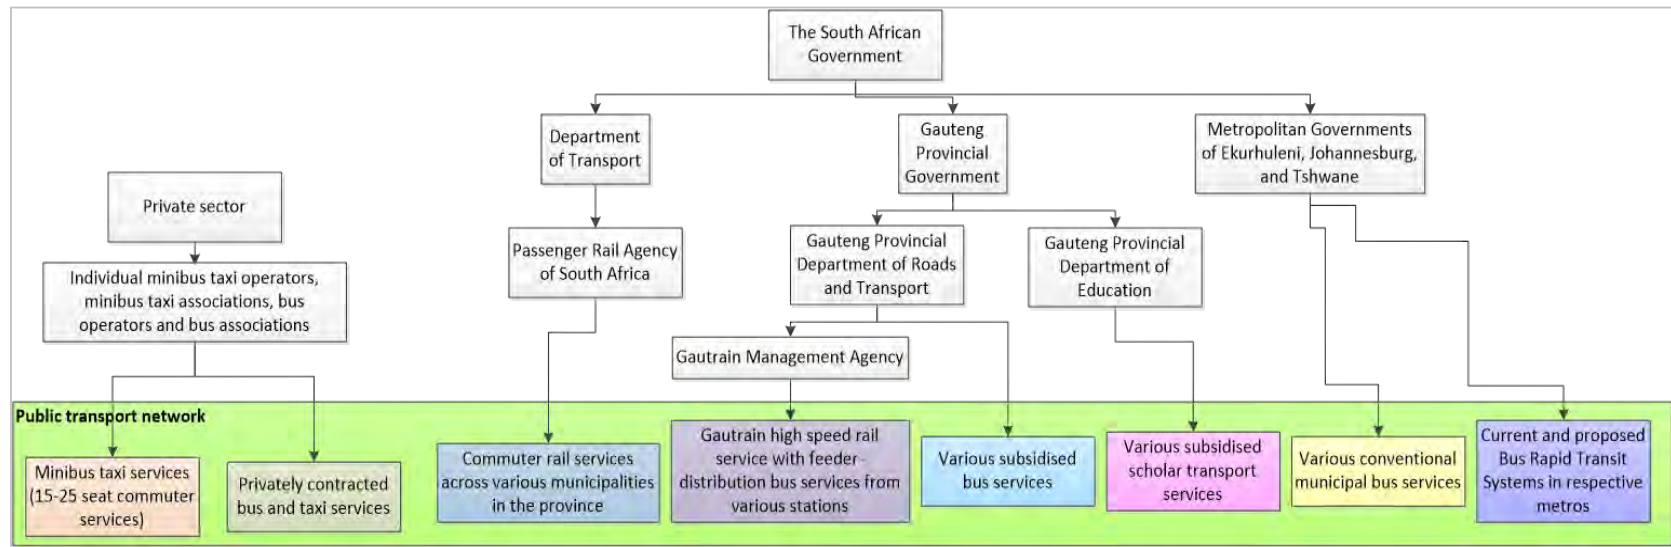 The South African
Government
Department
of Transport
Gauteng
Provincial
Government
Metropolitan Governments
of Ekurhuleni, Johannesburg,
and Tshwane
Private sector
Passenger Rail Agency
of South Africa
Gauteng Provincial
Department of Roads
and Transport
Gauteng Provincial
Department of
Education
Individual minibus taxi operators,
minibus taxi associations, bus
operators and bus associations
Gautrain Management Agency
Public transport network
Minibus taxi services
(15-25 seat commuter
services)
Privately contracted
bus and taxi services
Commuter rail services
across various municipalities
in the province
Gautrain high speed rail
service with feeder-
distribution bus services from
various stations
Various subsidised
bus services
Various subsidised
scholar transport
services
Various conventional
municipal bus services
Current and proposed
Bus Rapid Transit
Systems in respective
metros